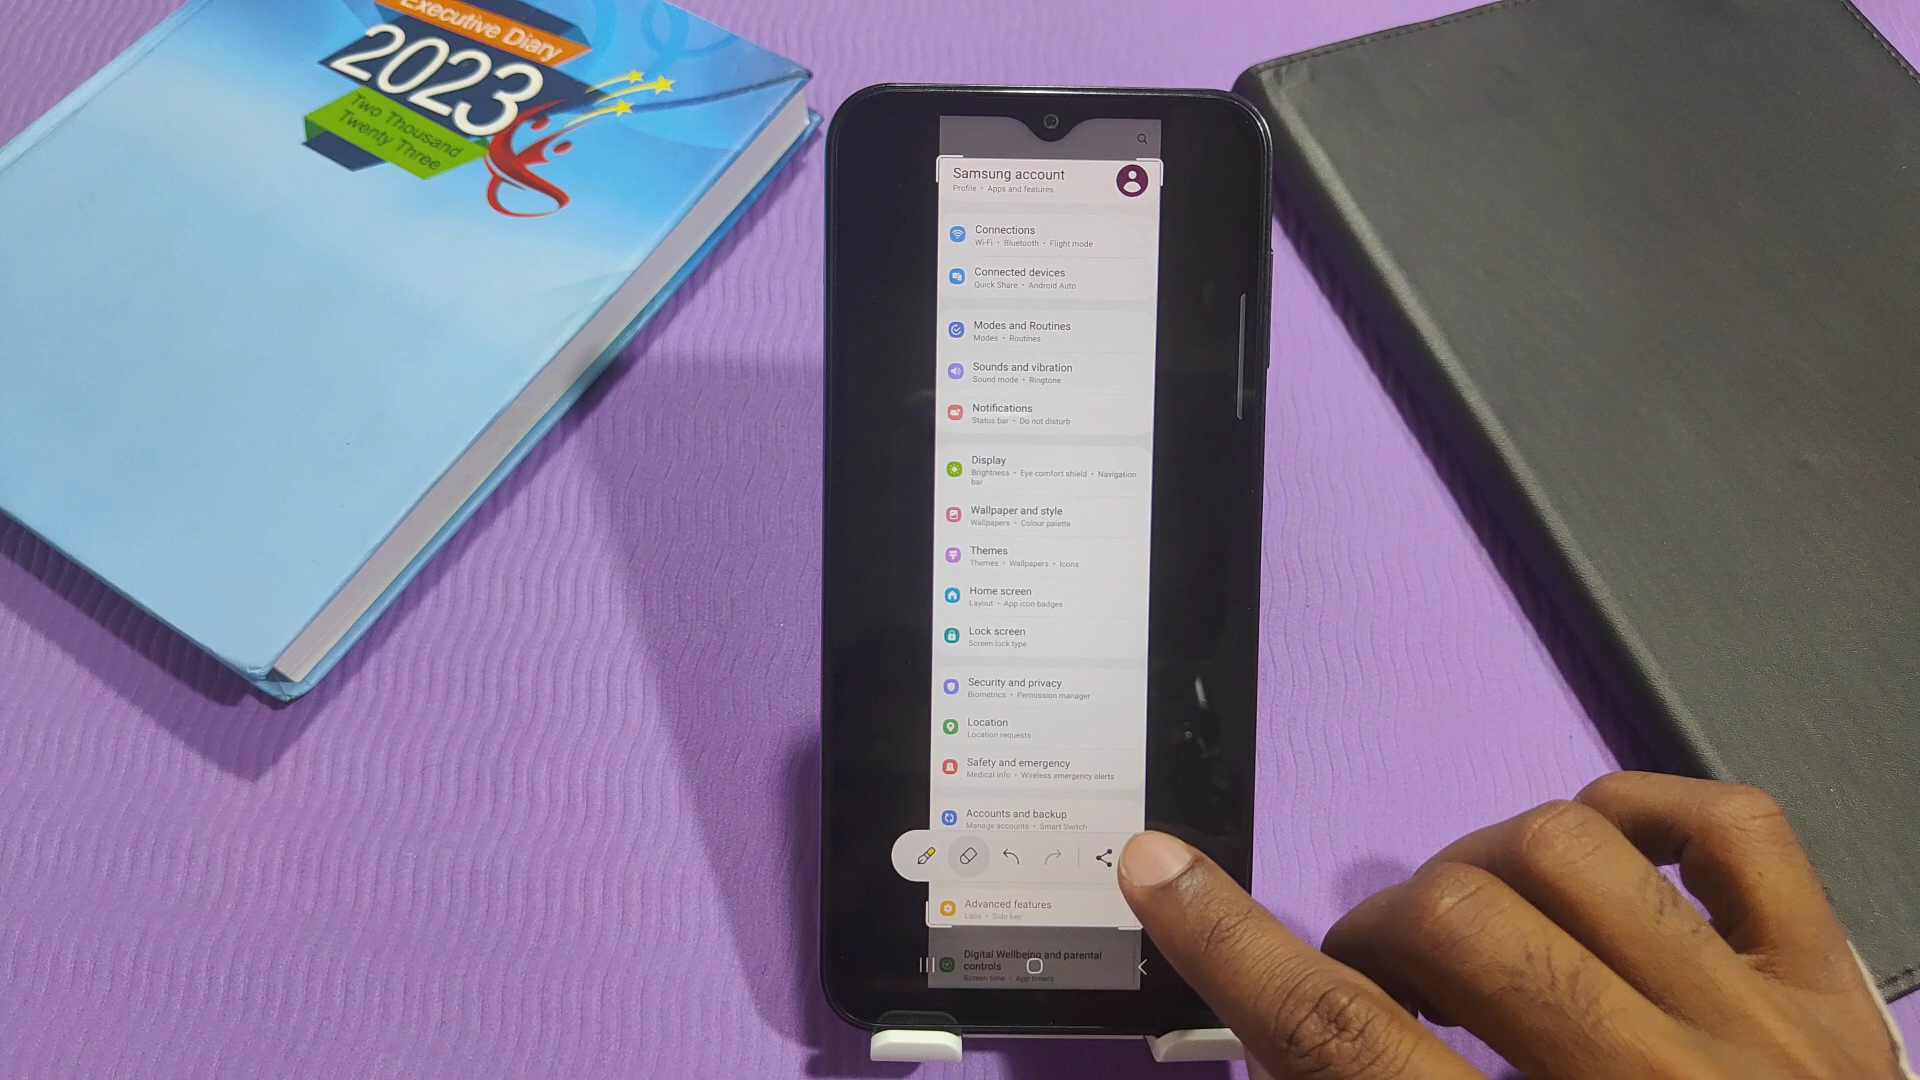 Executive Diary
2023
Two Thousand
Twenty Three
Samsung account
Profile • Apps and features
Connections
Wi-Fi • Bluetooth • Flight mode
Connected devices
Quick Share • Android Auto
Modes and Routines
Modes • Routines
Sounds and vibration
Sound mode • Ringtone
Notifications
Status bar • Do not disturb
Display
Brightness • Eye comfort shield • Navigation
bar
Wallpaper and style
Wallpapers • Colour palette
Themes
Themes • Wallpapers • Icons
Home screen
Layout • App icon badges
Lock screen
Screen lock type
Security and privacy
Biometrics • Permission manager
Location
Location requests
Safety and emergency
Medical info • Wireless emergency alerts
Accounts and backup
Manage accounts • Smart Switch
Advanced features
Labs • Side key
Digital Wellbeing and parental
controls
Screen time • App timers